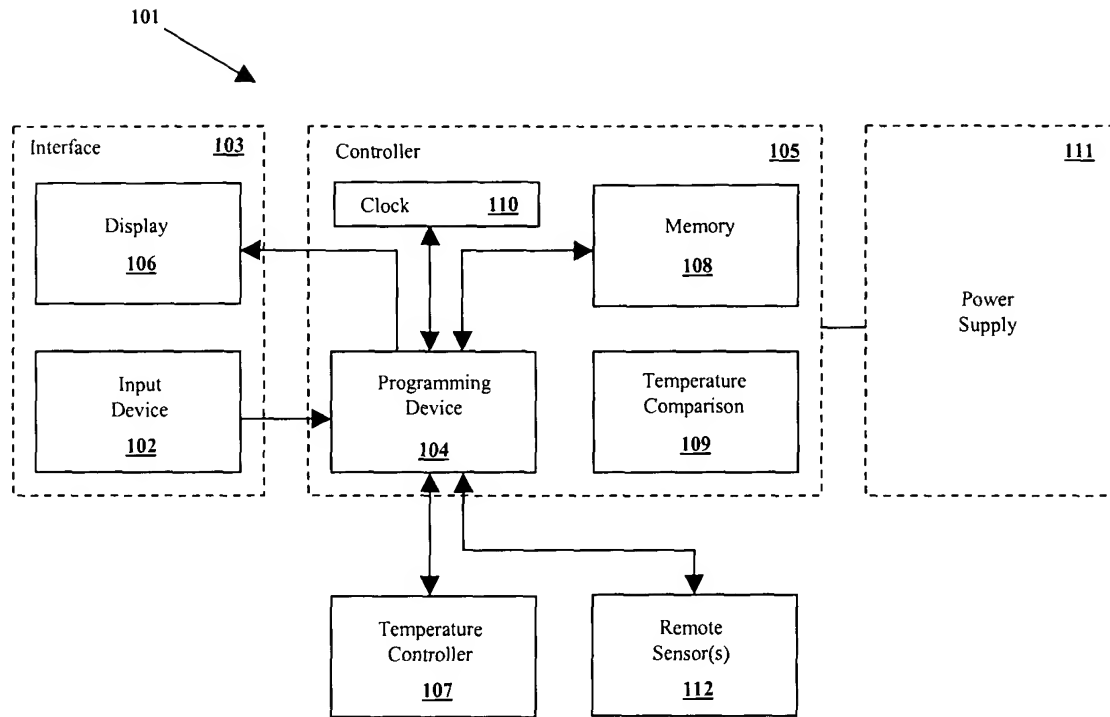 101
Interface 103
Display
106
Input
Device
102
Controller 105
Clock 110
Memory
108
Programming
Device
104
Temperature
Comparison
109
111
Power
Supply
Temperature
Controller
107
Remote
Sensor(s)
112